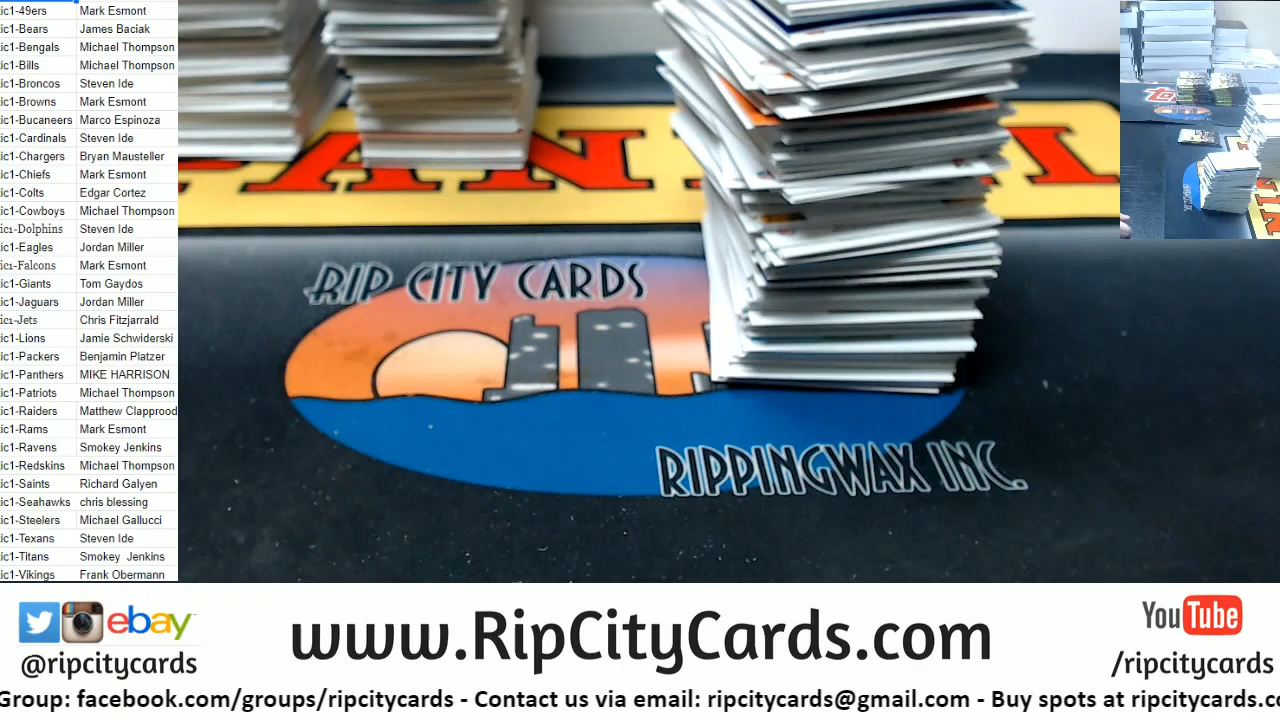 ic1-49ers Mark Esmont
ic1-Bears James Baciak
ic1-Bengals Michael Thompson
ic1-Bills Michael Thompson
ic1-Broncos Steven Ide
ic1-Browns Mark Esmont
ic1-Bucaneers Marco Espinoza
ic1-Cardinals Steven Ide
ic1-Chargers Bryan Mausteller
ic1-Chiefs Mark Esmont
ic1-Colts Edgar Cortez
ic1-Cowboys Michael Thompson
ic1-Dolphins Steven Ide
ic1-Eagles Jordan Miller
ic1-Falcons Mark Esmont
ic1-Giants Tom Gaydos
ic1-Jaguars Jordan Miller
ic1-Jets Chris Fitzjarrald
ic1-Lions Jamie Schwiderski
ic1-Packers Benjamin Platzer
ic1-Panthers MIKE HARRISON
ic1-Patriots Michael Thompson
ic1-Raiders Matthew Clapprood
ic1-Rams Mark Esmont
ic1-Ravens Smokey Jenkins
ic1-Redskins Michael Thompson
ic1-Saints Richard Galyen
ic1-Seahawks chris blessing
ic1-Steelers Michael Gallucci
ic1-Texans Steven Ide
ic1-Titans Smokey Jenkins
ic1-Vikings Frank Obermann
RIP CITY CARDS
RIPPINGWAX INC.
ebay
@ripcitycards
www.RipCityCards.com
YouTube
/ripcitycards
Group: facebook.com/groups/ripcitycards - Contact us via email: ripcitycards@gmail.com - Buy spots at ripcitycards.co